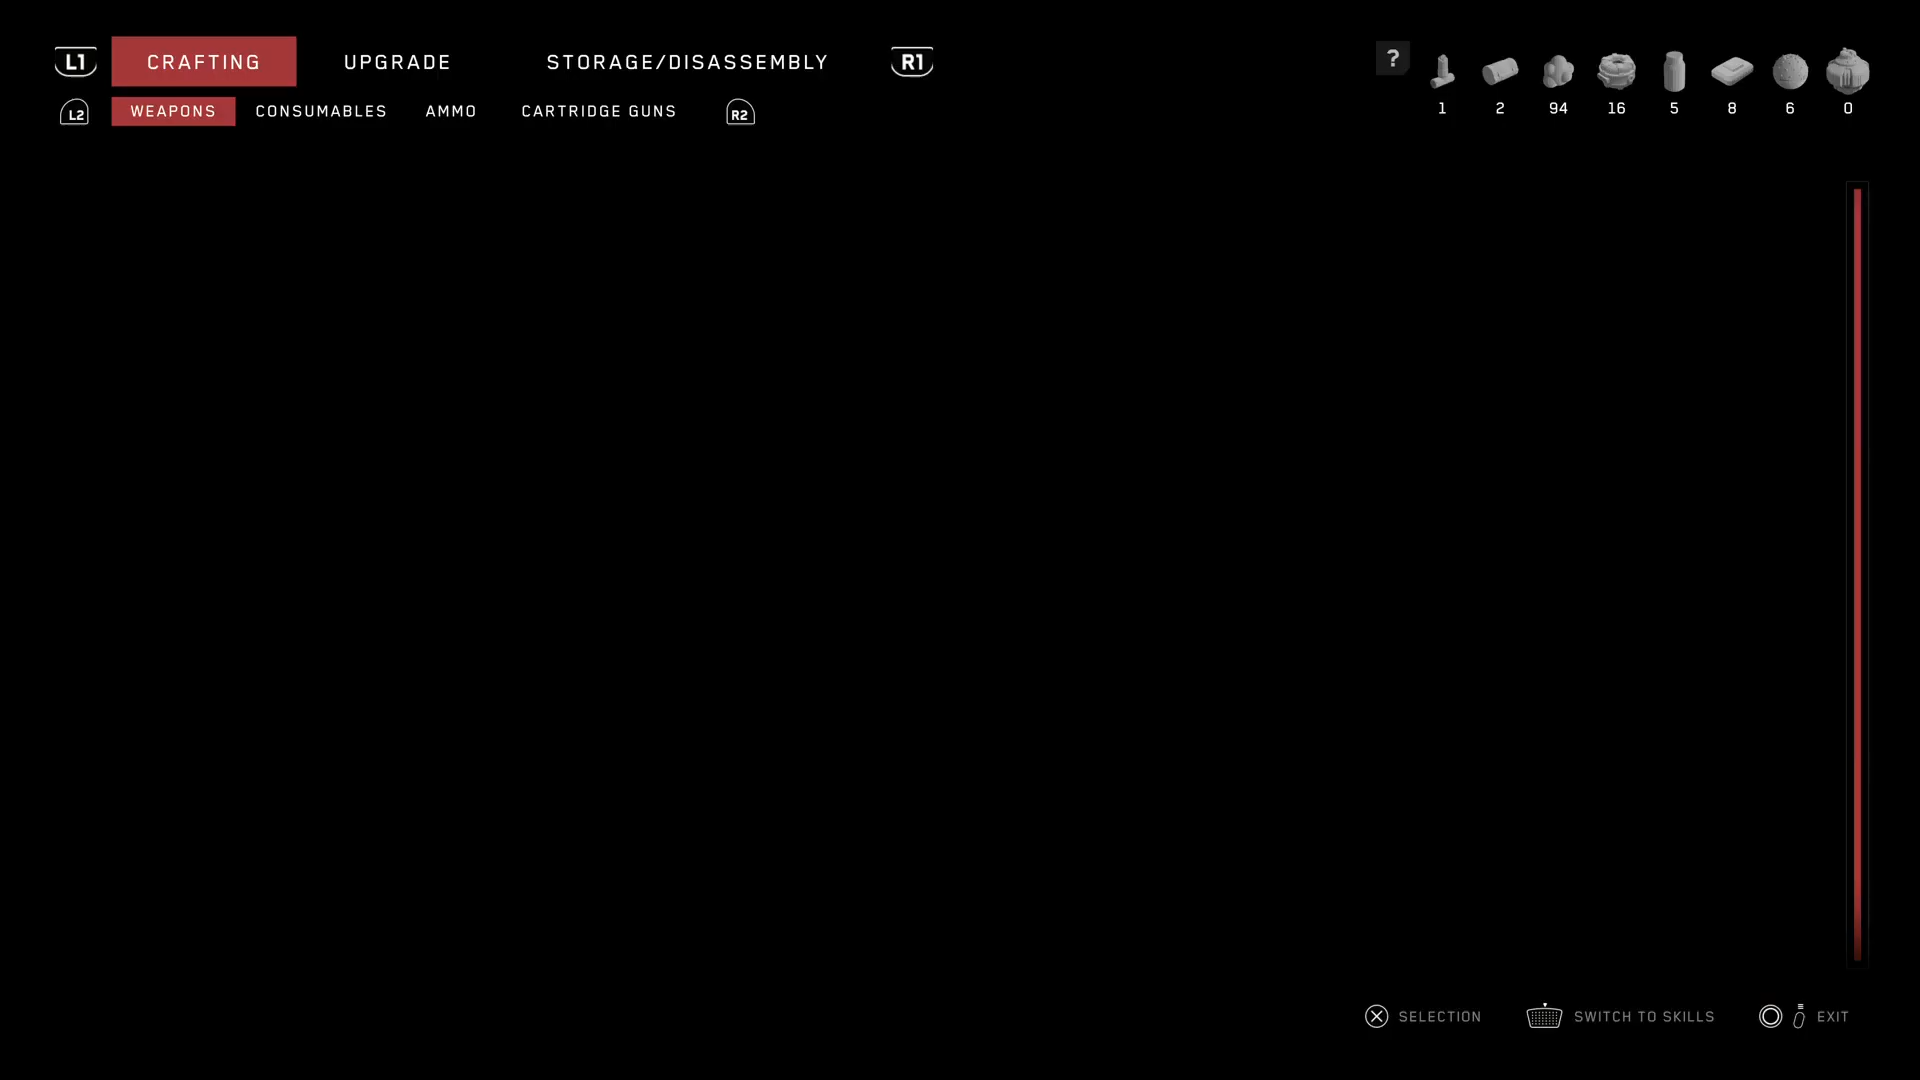 L1 CRAFTING UPGRADE STORAGE/DISASSEMBLY R1 ?
L2 WEAPONS CONSUMABLES AMMO CARTRIDGE GUNS R2
1 2 94 16 5 8 6 0
SELECTION SWITCH TO SKILLS EXIT